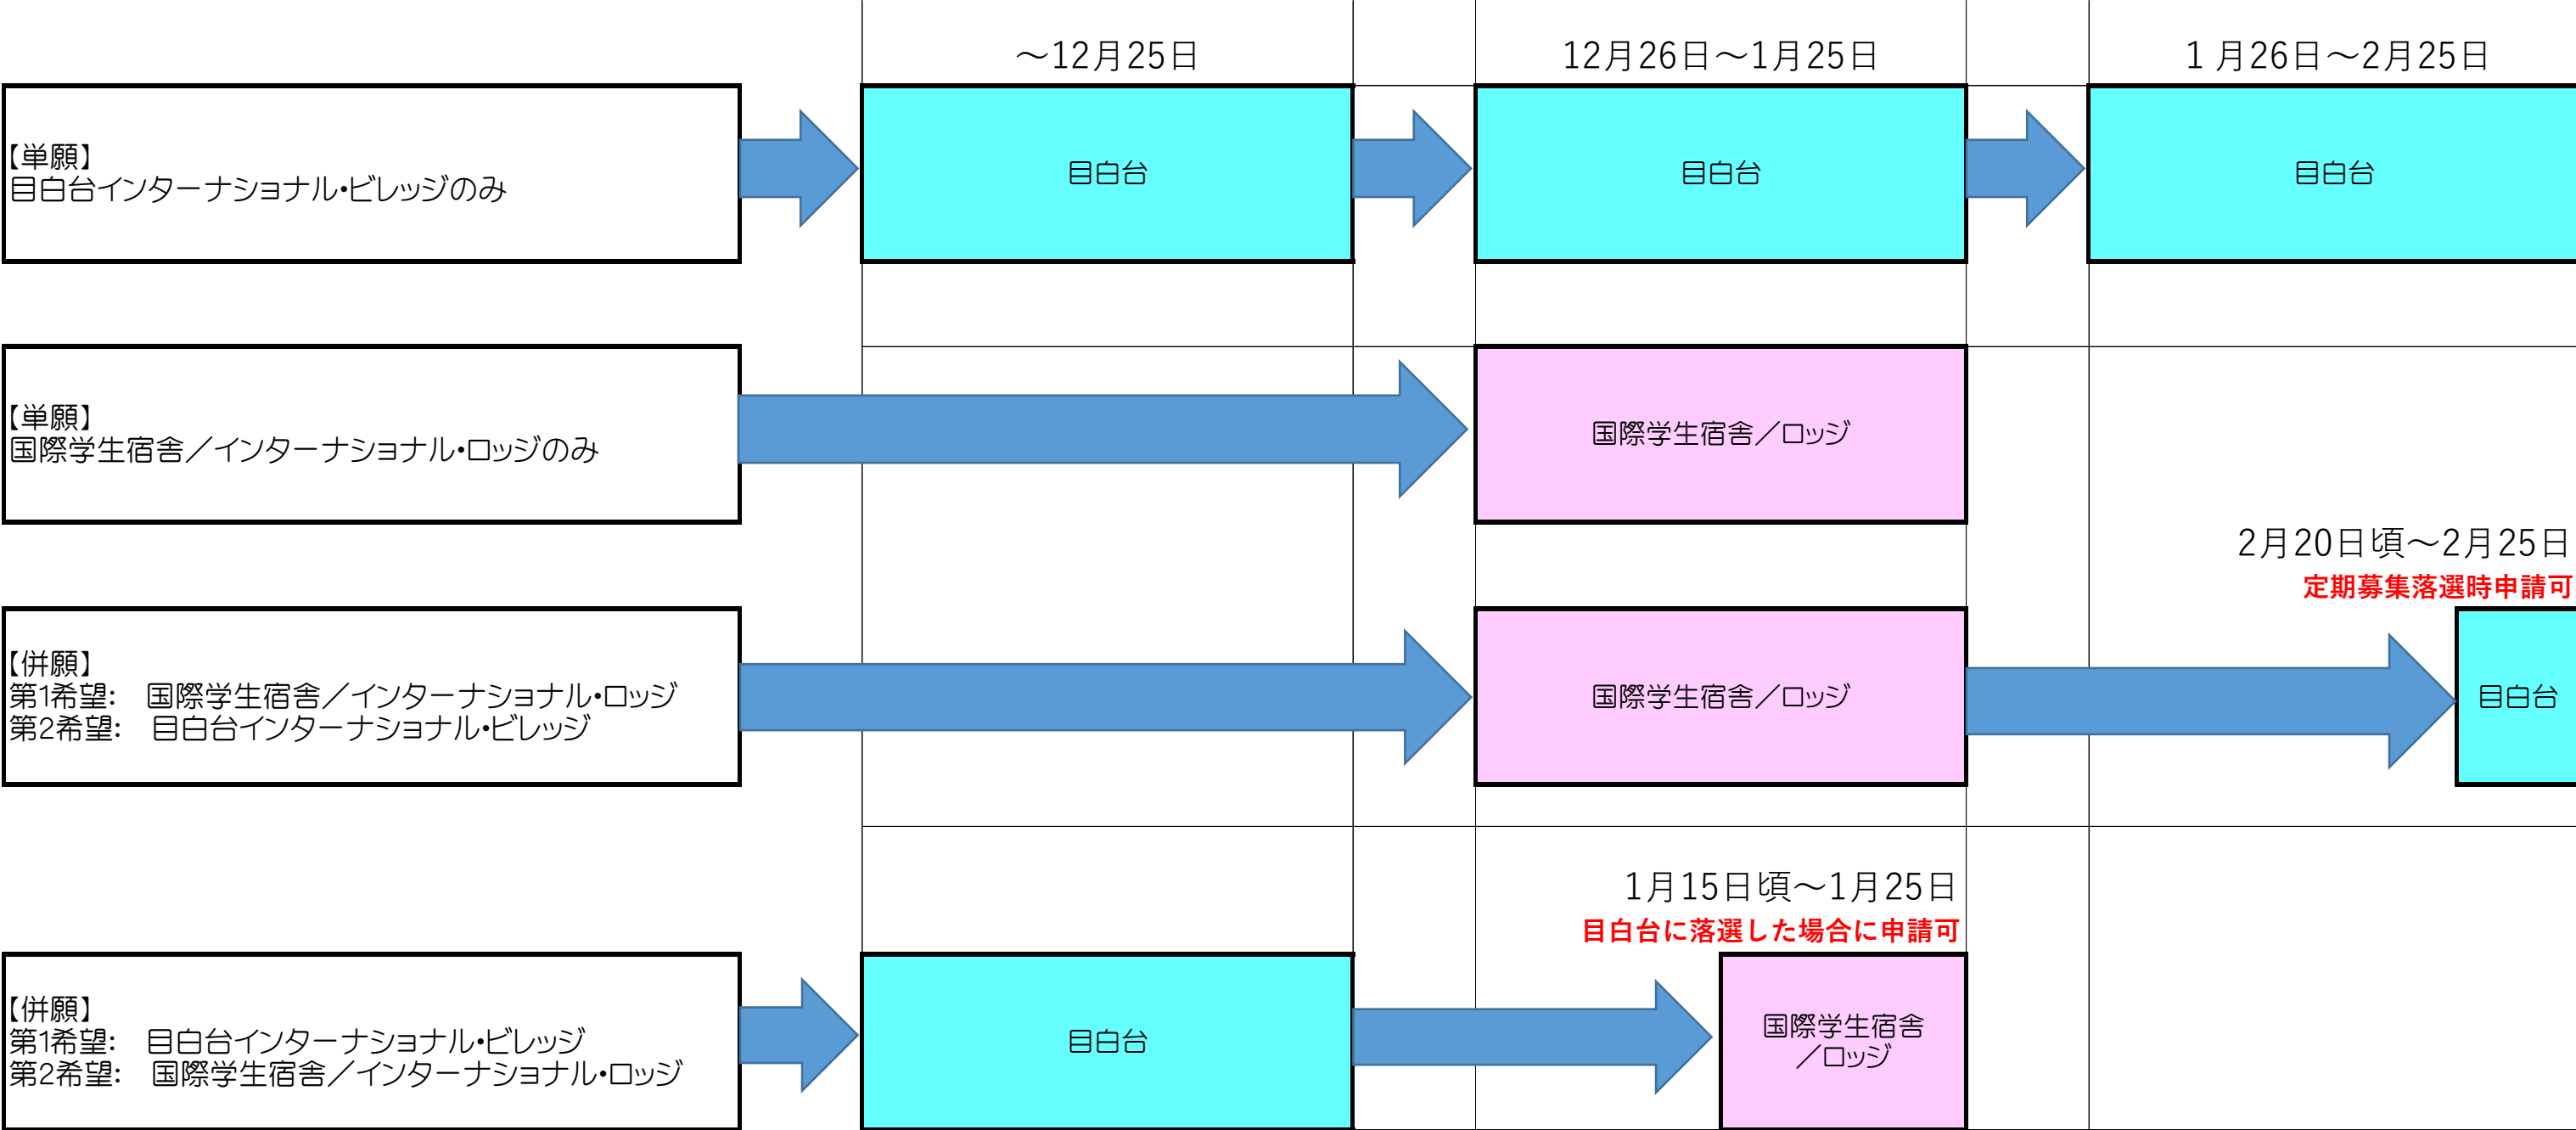 ～12月25日
12月26日～1月25日
1 月26日～2月25日
【単願】
目白台インターナショナル・ビレッジのみ
目白台
目白台
目白台
【単願】
国際学生宿舎／インターナショナル・ロッジのみ
国際学生宿舎／ロッジ
2月20日頃～2月25日
定期募集落選時申請可
【併願】
第1希望： 国際学生宿舎／インターナショナル・ロッジ
第2希望： 目白台インターナショナル・ビレッジ
国際学生宿舎／ロッジ
目白台
1月15日頃～1月25日
目白台に落選した場合に申請可
【併願】
第1希望： 目白台インターナショナル・ビレッジ
第2希望： 国際学生宿舎／インターナショナル・ロッジ
目白台
国際学生宿舎
／ロッジ